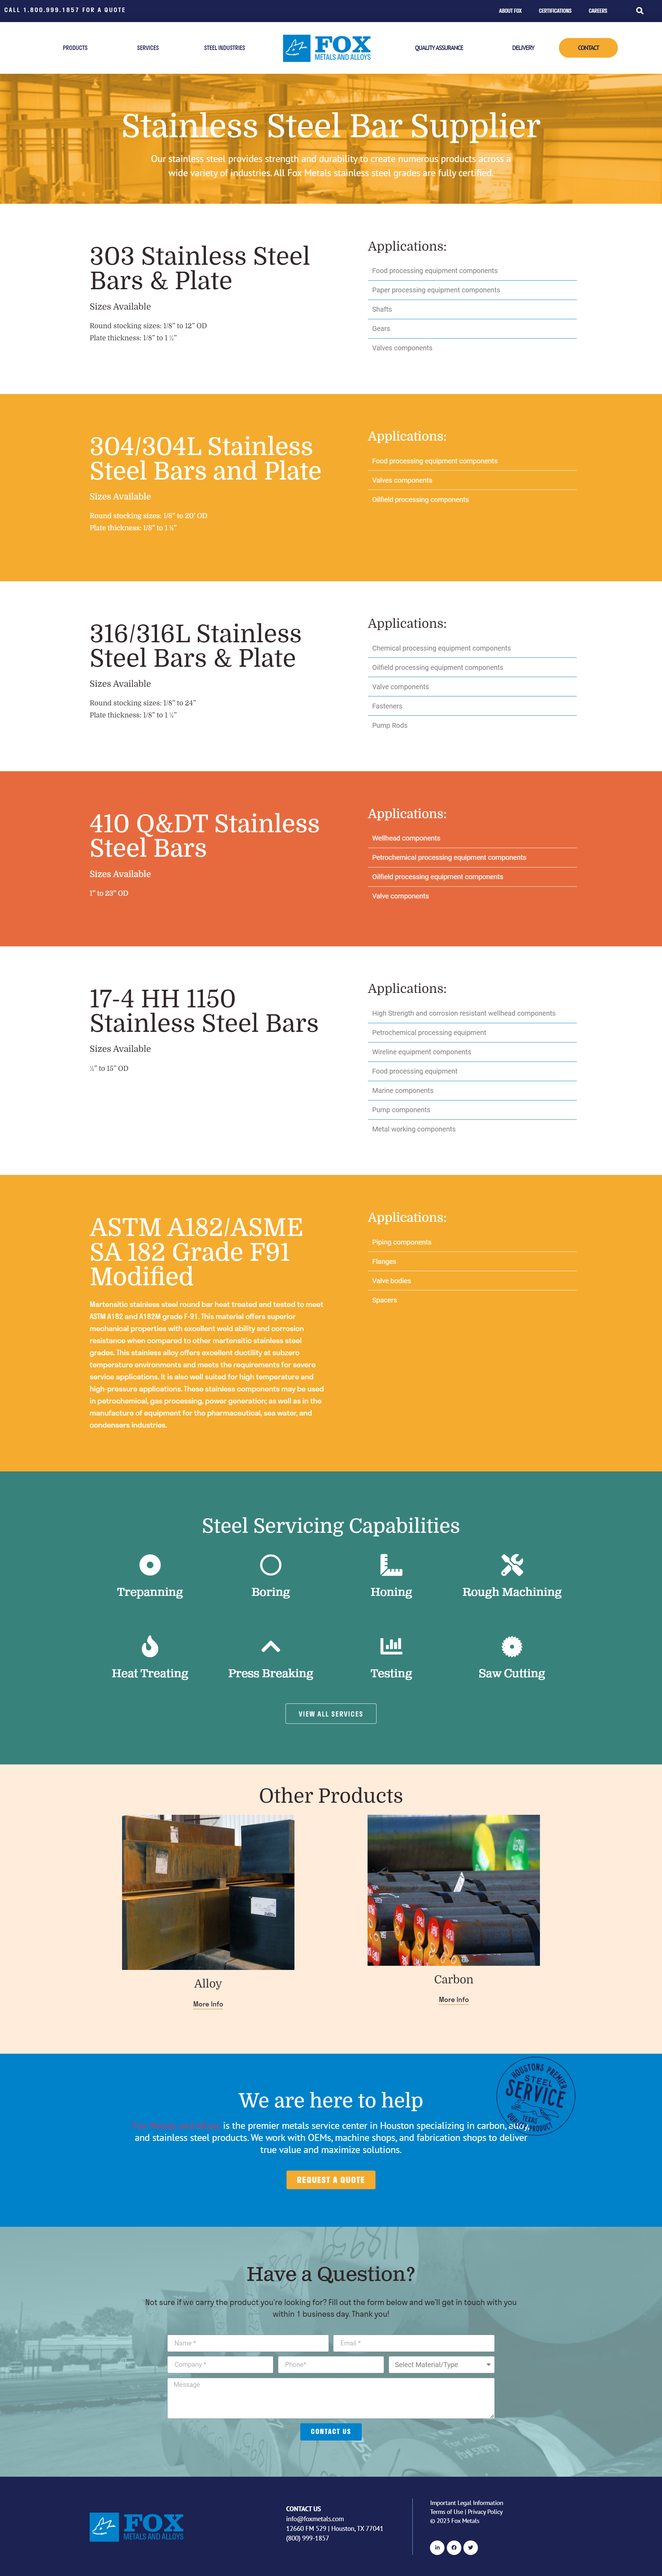 CALL 1.800.999.1857 FOR A QUOTE
ABOUT FOX
CERTIFICATIONS
CAREERS
PRODUCTS
SERVICES
STEEL INDUSTRIES
FOX
METALS AND ALLOYS
QUALITY ASSURANCE
DELIVERY
CONTACT
Stainless Steel Bar Supplier
Our stainless steel provides strength and durability to create numerous products across a
wide variety of industries. All Fox Metals stainless steel grades are fully certified.
303 Stainless Steel
Bars & Plate
Sizes Available
Round stocking sizes: 1/8” to 12” OD
Plate thickness: 1/8” to 1
Applications:
Food processing equipment components
Paper processing equipment components
Shafts
Gears
Valves components
304/304L Stainless
Steel Bars and Plate
Sizes Available
Round stocking sizes: 1/8” to 20’ OD
Plate thickness: 1/8” to 1
Applications:
Food processing equipment components
Valves components
Oilfield processing components
316/316L Stainless
Steel Bars & Plate
Sizes Available
Round stocking sizes: 1/8” to 24”
Plate thickness: 1/8” to 1
Applications:
Chemical processing equipment components
Oilfield processing equipment components
Valve components
Fasteners
Pump Rods
410 Q&DT Stainless
Steel Bars
Sizes Available
1” to 23” OD
Applications:
Wellhead components
Petrochemical processing equipment components
Oilfield processing equipment components
Valve components
17-4 HH 1150
Stainless Steel Bars
Sizes Available
to 15” OD
Applications:
High Strength and corrosion resistant wellhead components
Petrochemical processing equipment
Wireline equipment components
Food processing equipment
Marine components
Pump components
Metal working components
ASTM A182/ASME
SA 182 Grade F91
Modified
Martensitic stainless steel round bar heat treated and tested to meet
ASTM A182 and A182M grade F-91. This material offers superior
mechanical properties with excellent weld ability and corrosion
resistance when compared to other martensitic stainless steel
grades. This stainless alloy offers excellent ductility at subzero
temperature environments and meets the requirements for severe
service applications. It is also well suited for high temperature and
high-pressure applications. These stainless components may be used
in petrochemical, gas processing, power generation; as well as in the
manufacture of equipment for the pharmaceutical, sea water, and
condensers industries.
Applications:
Piping components
Flanges
Valve bodies
Spacers
Steel Servicing Capabilities
Trepanning
Boring
Honing
Rough Machining
Heat Treating
Press Breaking
Testing
Saw Cutting
VIEW ALL SERVICES
Other Products
Alloy
More Info
Carbon
More Info
HOUSTONS PREMIER
STEEL
SERVICE
TEXAS
PRODUCT
We are here to help
Fox Metals and Alloys is the premier metals service center in Houston specializing in carbon, alloy,
and stainless steel products. We work with OEMs, machine shops, and fabrication shops to deliver
true value and maximize solutions.
REQUEST A QUOTE
Have a Question?
Not sure if we carry the product you're looking for? Fill out the form below and we'll get in touch with you
within 1 business day. Thank you!
Name *
Email *
Company *
Phone*
Select Material/Type
Message
CONTACT US
FOX
METALS AND ALLOYS
CONTACT US
info@foxmetals.com
12660 FM 529 | Houston, TX 77041
(800) 999-1857
Important Legal Information
Terms of Use | Privacy Policy
© 2023 Fox Metals